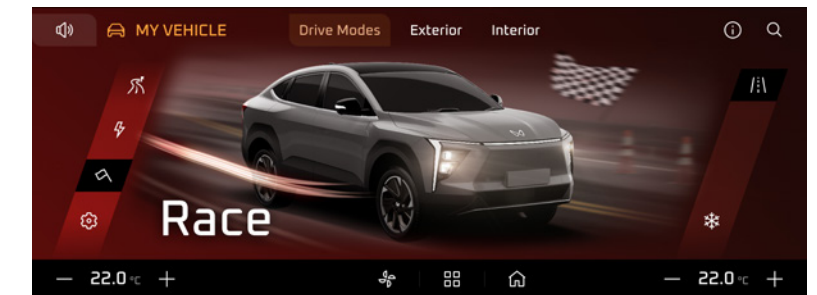 MY VEHICLE
Drive Modes
Exterior
Interior
Race
22.0 °C
22.0 °C